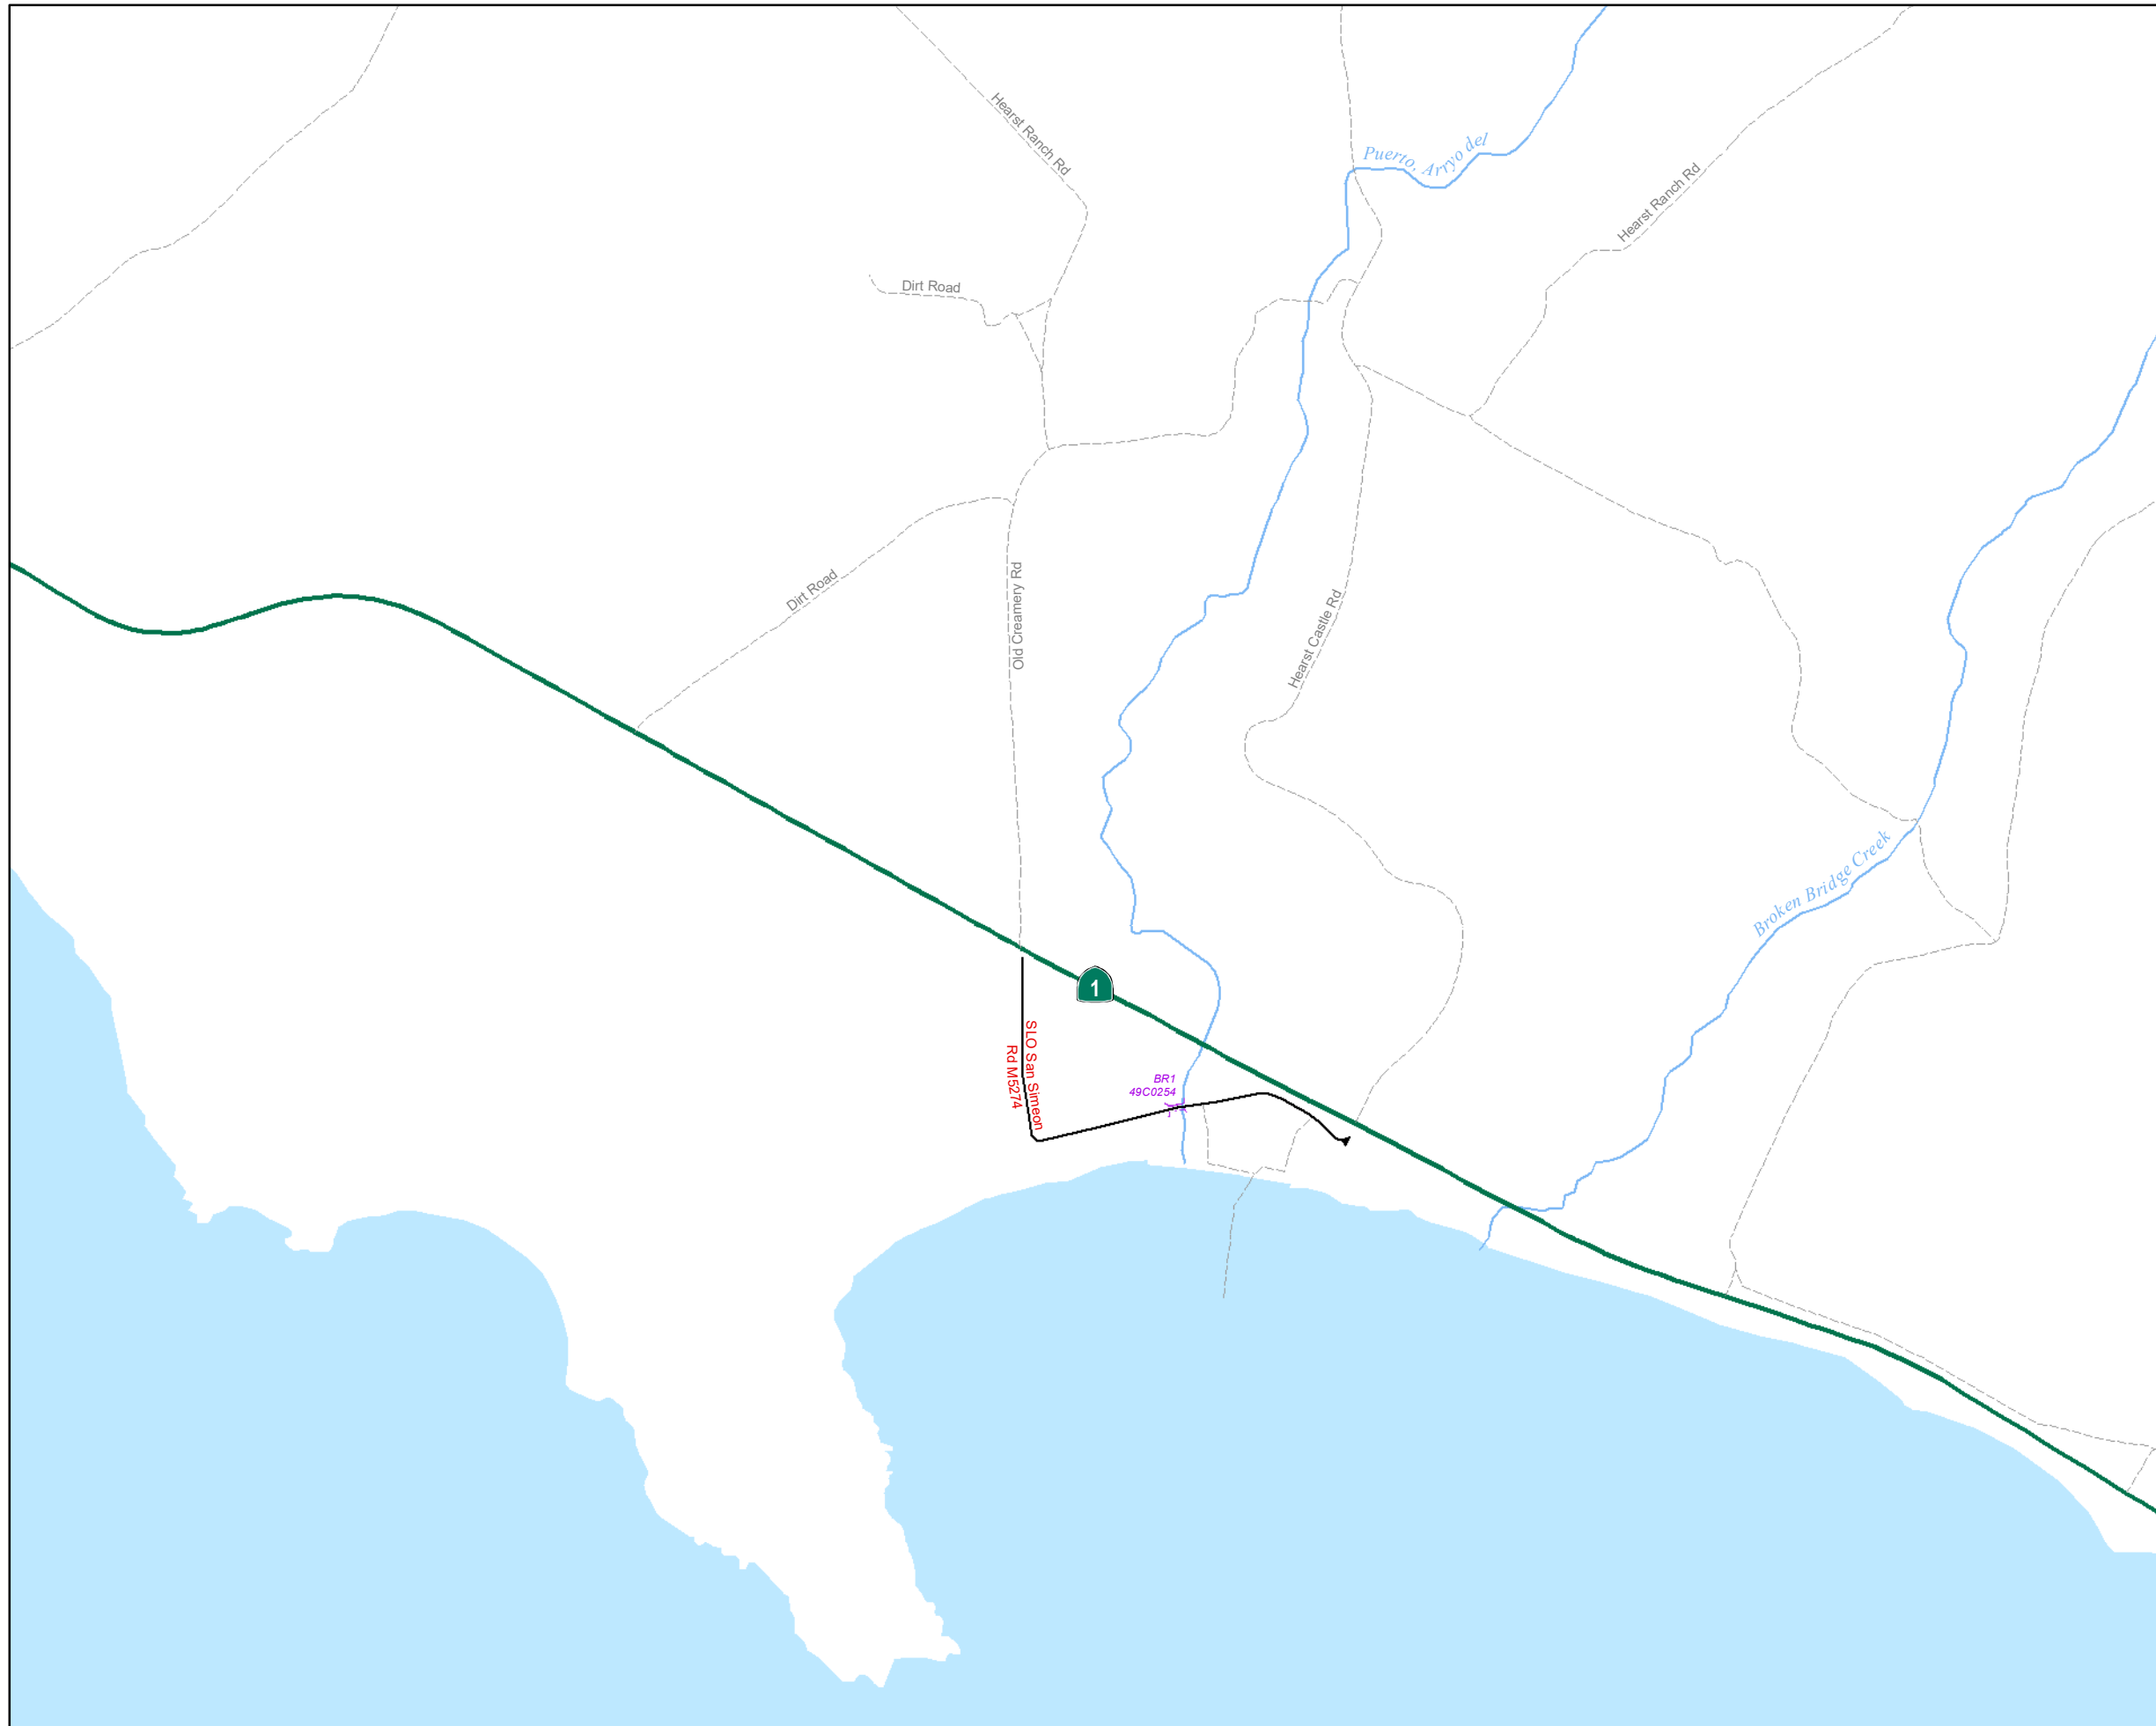 Hearst Ranch Rd
Puerto, Arryo del
Hearst Ranch Rd
Dirt Road
Dirt Road
Old Creamery Rd
Hearst Castle Rd
Broken Bridge Creek
1
SLO San Simeon
Rd M5274
BR1
49C0254
1